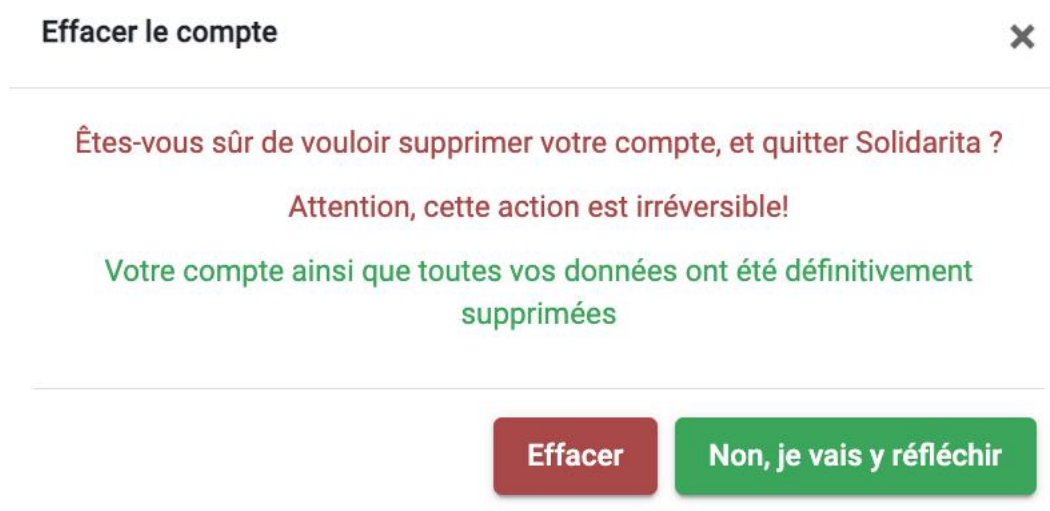 Effacer le compte
Êtes-vous sûr de vouloir supprimer votre compte, et quitter Solidarita ?
Attention, cette action est irréversible!
Votre compte ainsi que toutes vos données ont été définitivement
supprimées
Effacer
Non, je vais y réfléchir